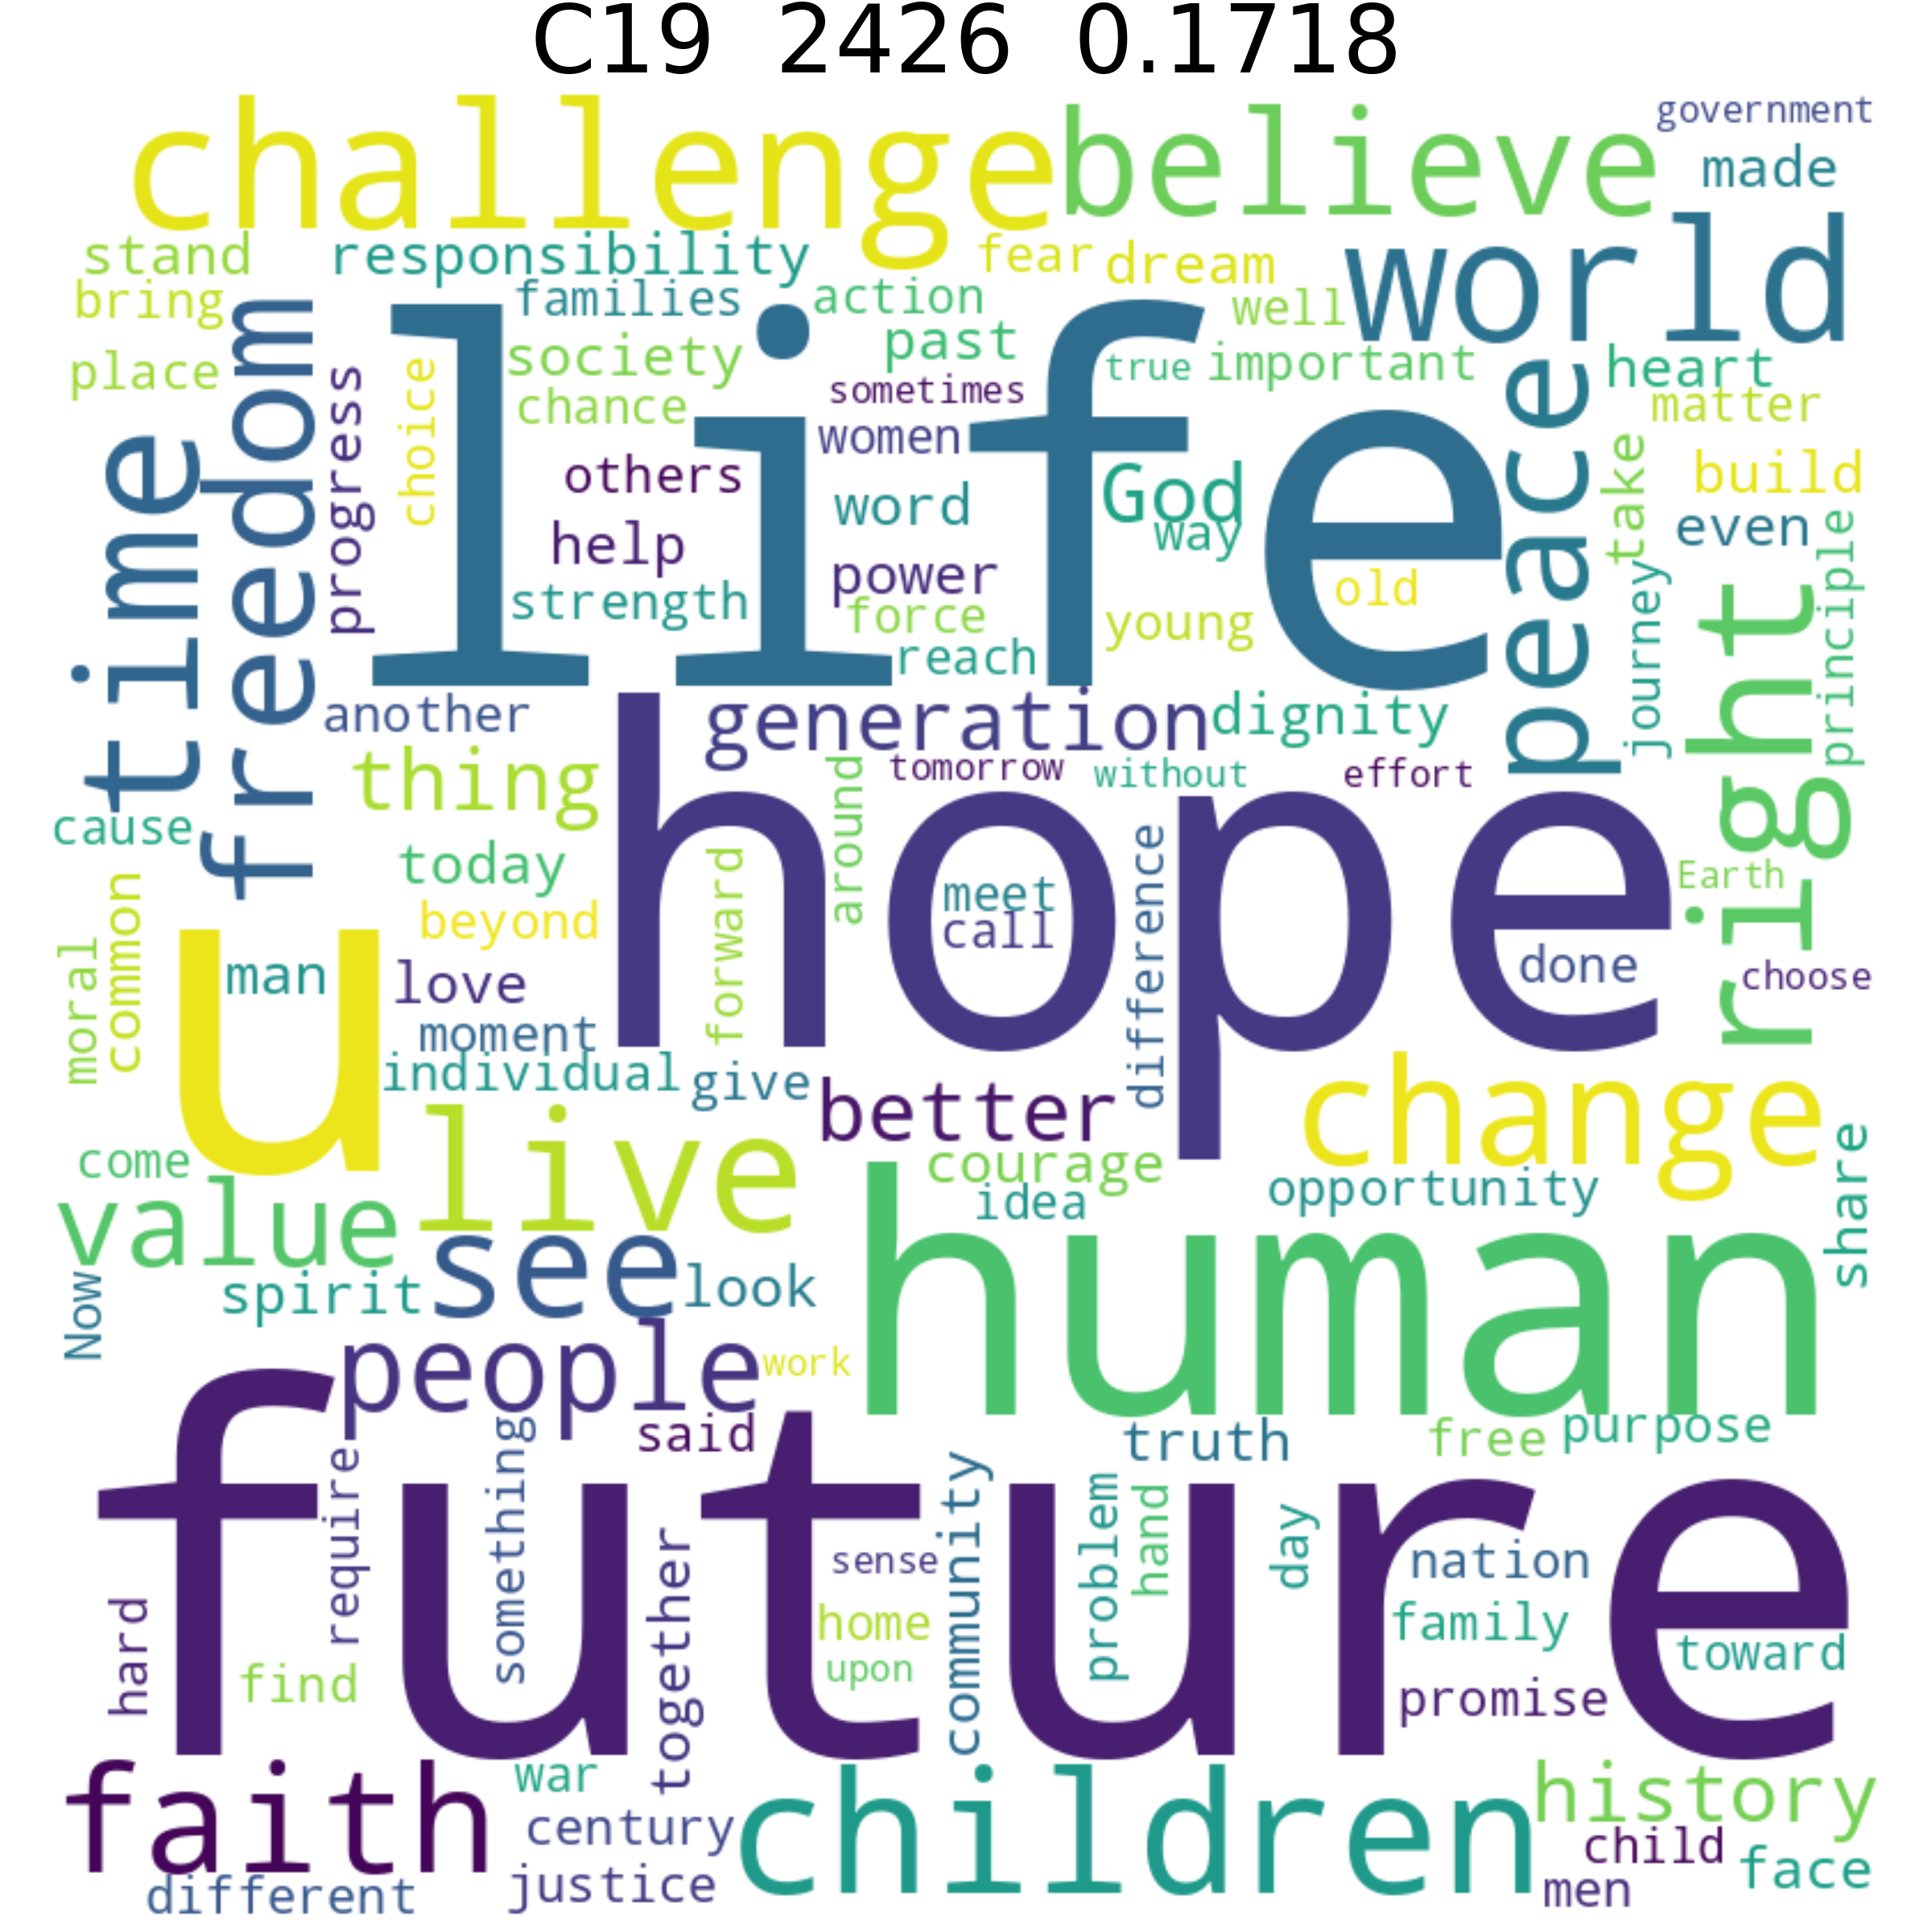 C19 2426 0.1718
government
challenge
believe
made
stand
responsibility
fear
dream
world
bring
families
action
well
freedom
life
society
past
true
important
heart
place
progress
choice
chance
sometimes
peace
matter
time
women
others
word
God
way
take
build
help
power
even
strength
force
young
old
principle
reach
journey
right
another
generation
dignity
thing
hope
tomorrow
without
effort
cause
around
today
forward
meet
call
difference
Earth
common
beyond
moral
u
man
love
done
choose
moment
individual
give
better
change
live
come
courage
idea
opportunity
share
value
see
human
Now
spirit
look
people
work
future
said
truth
free
purpose
require
something
community
problem
hand
day
sense
nation
together
hard
home
family
find
upon
toward
promise
faith
war
children
history
century
child
face
different
justice
men